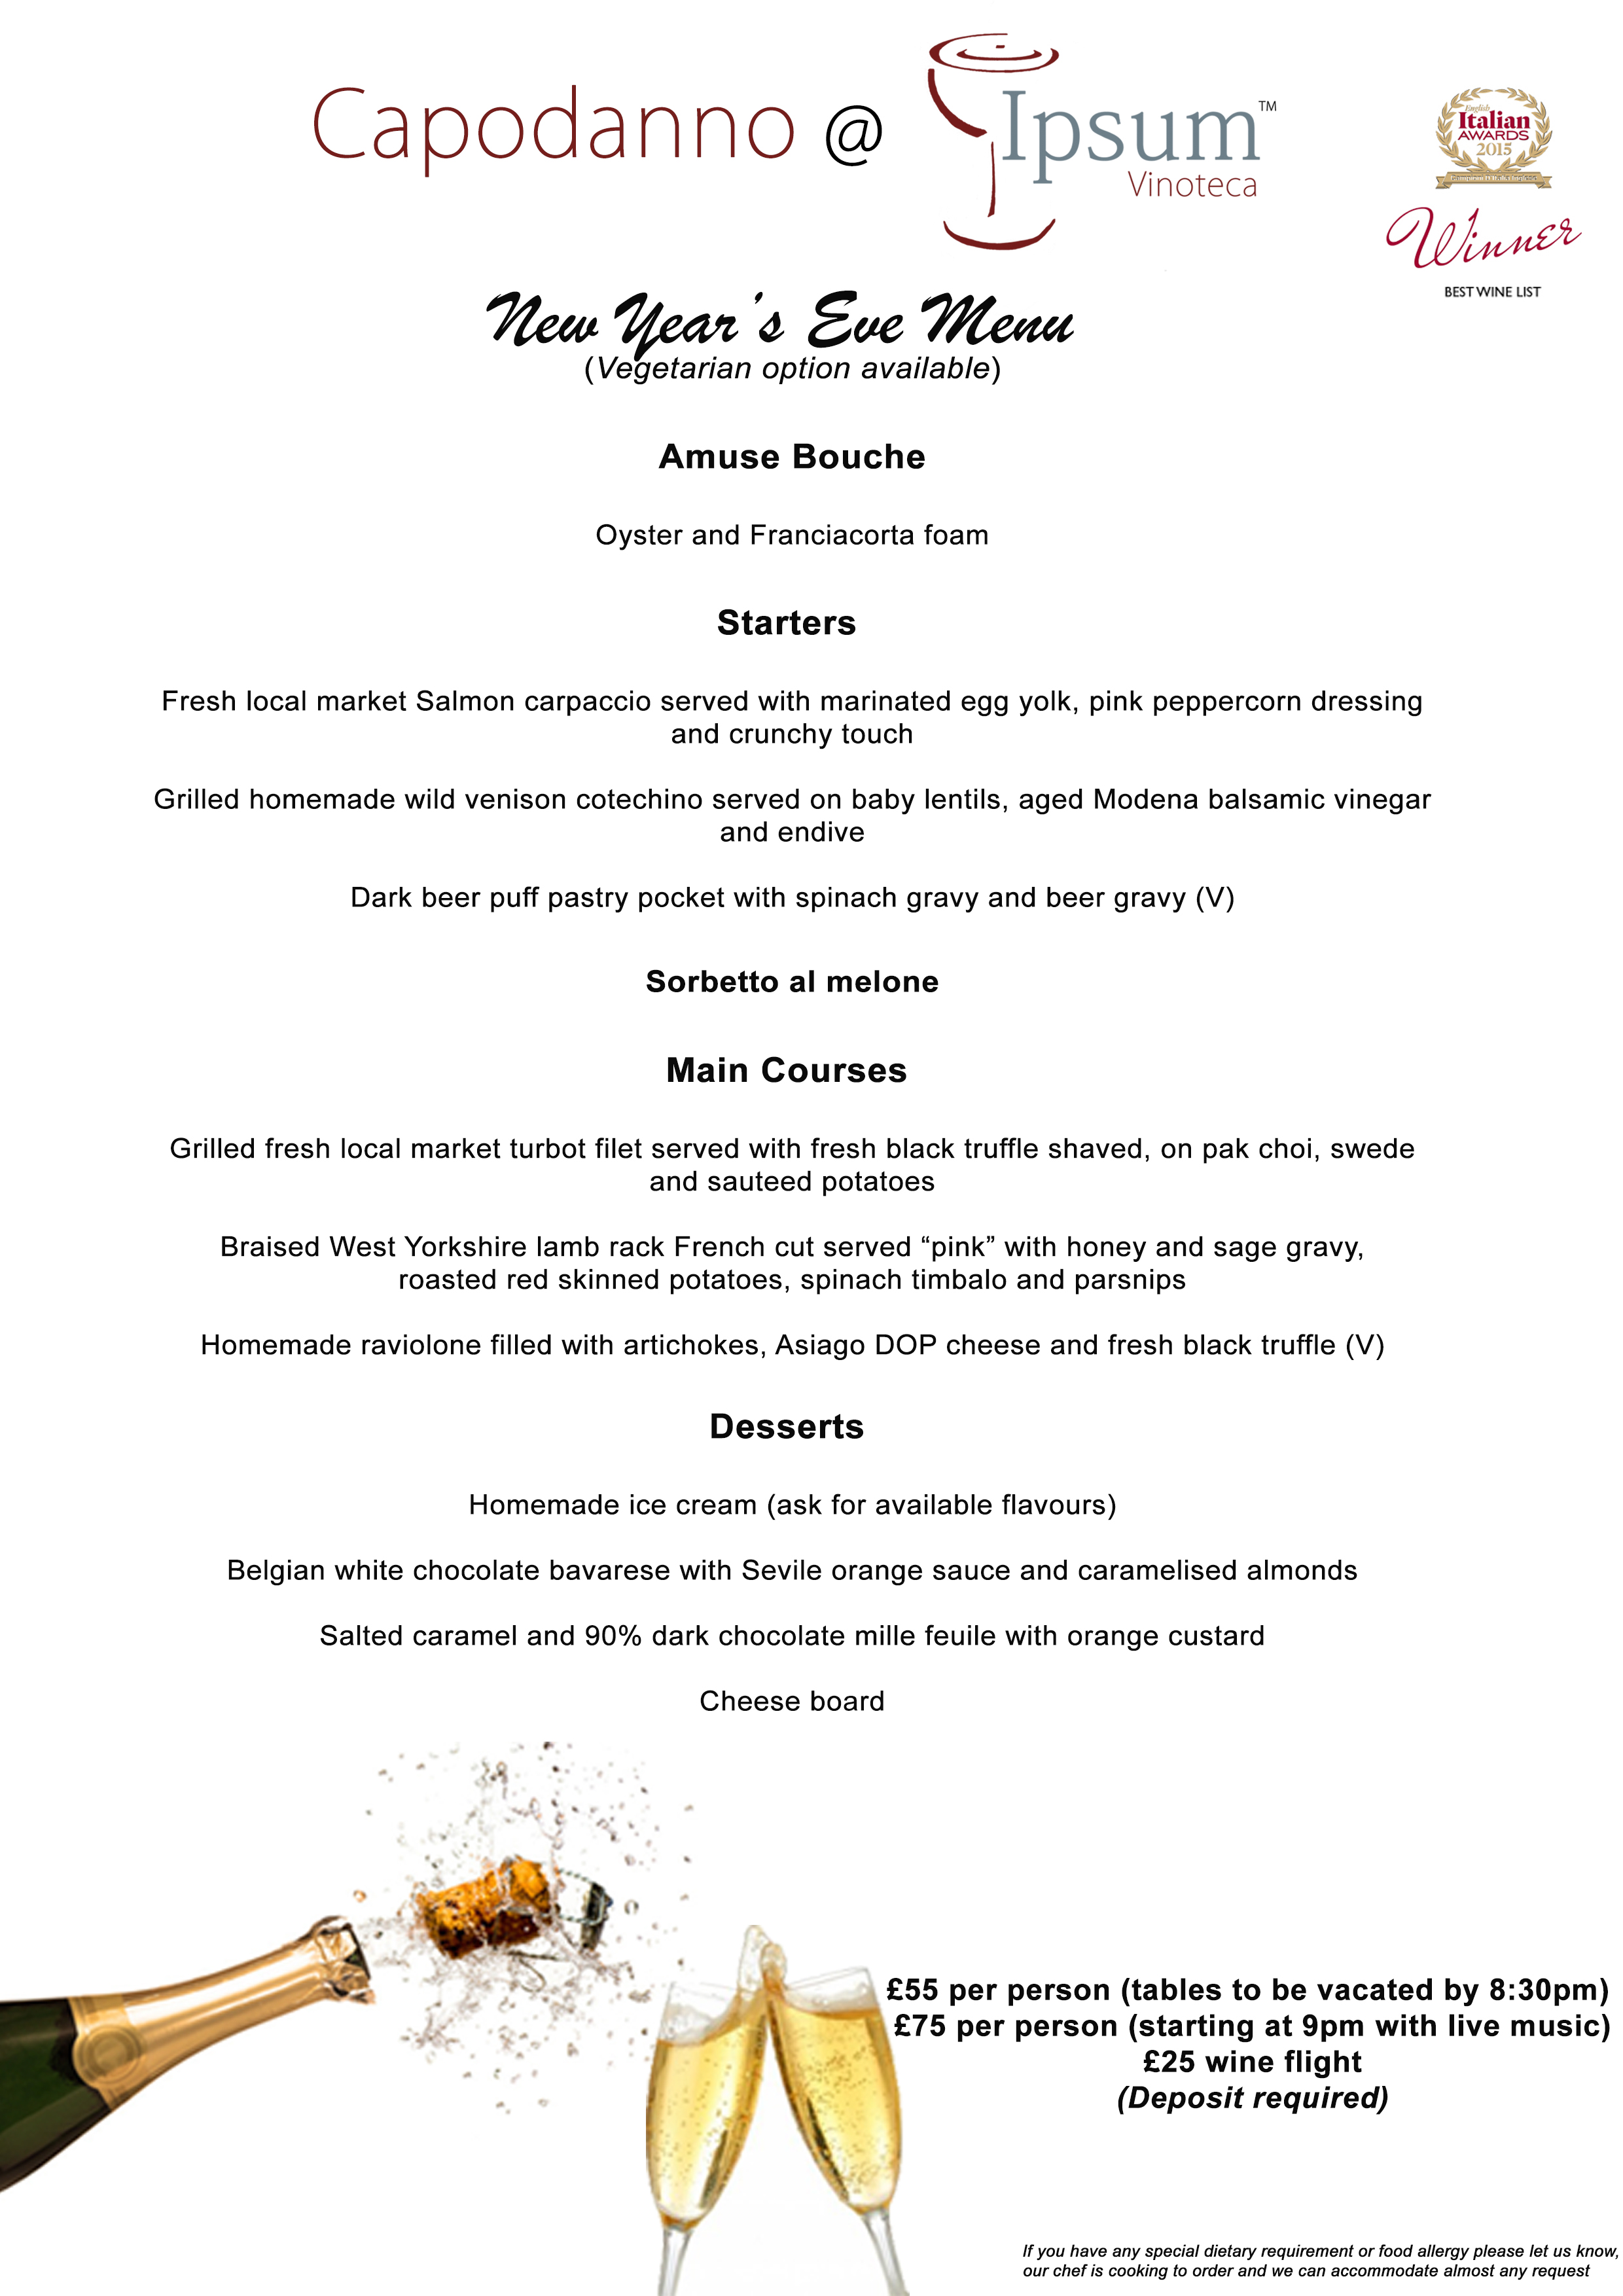 Capodanno @ Ipsum™
Vinoteca
English
Italian
AWARDS
2015
Winner
BEST WINE LIST
New Year's Eve Menu
(Vegetarian option available)
Amuse Bouche
Oyster and Franciacorta foam
Starters
Fresh local market Salmon carpaccio served with marinated egg yolk, pink peppercorn dressing
and crunchy touch
Grilled homemade wild venison cotechino served on baby lentils, aged Modena balsamic vinegar
and endive
Dark beer puff pastry pocket with spinach gravy and beer gravy (V)
Sorbetto al melone
Main Courses
Grilled fresh local market turbot filet served with fresh black truffle shaved, on pak choi, swede
and sauteed potatoes
Braised West Yorkshire lamb rack French cut served “pink” with honey and sage gravy,
roasted red skinned potatoes, spinach timbalo and parsnips
Homemade raviolone filled with artichokes, Asiago DOP cheese and fresh black truffle (V)
Desserts
Homemade ice cream (ask for available flavours)
Belgian white chocolate bavarese with Sevile orange sauce and caramelised almonds
Salted caramel and 90% dark chocolate mille feuile with orange custard
Cheese board
£55 per person (tables to be vacated by 8:30pm)
£75 per person (starting at 9pm with live music)
£25 wine flight
(Deposit required)
If you have any special dietary requirement or food allergy please let us know,
our chef is cooking to order and we can accommodate almost any request